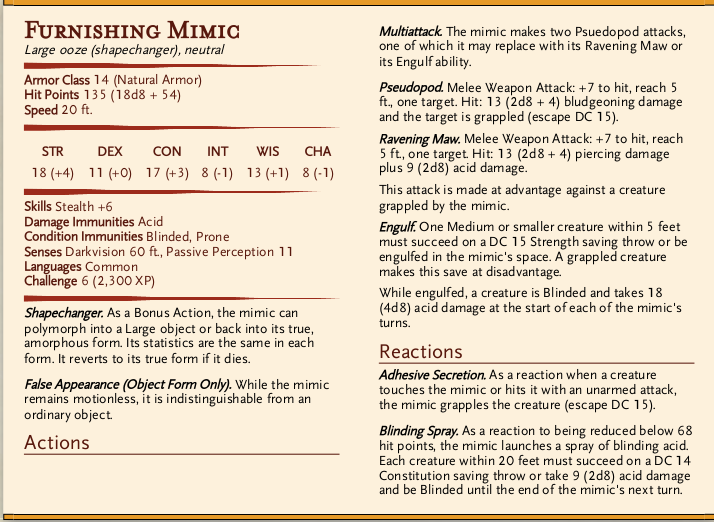 Furnishing Mimic
Large ooze (shapechanger), neutral
Armor Class 14 (Natural Armor)
Hit Points 135 (18d8 + 54)
Speed 20 ft.
STR DEX CON INT WIS CHA
18 (+4) 11 (+0) 17 (+3) 8 (-1) 13 (+1) 8 (-1)
Skills Stealth +6
Damage Immunities Acid
Condition Immunities Blinded, Prone
Senses Darkvision 60 ft., Passive Perception 11
Languages Common
Challenge 6 (2,300 XP)
Shapechanger. As a Bonus Action, the mimic can
polymorph into a Large object or back into its true,
amorphous form. Its statistics are the same in each
form. It reverts to its true form if it dies.
False Appearance (Object Form Only). While the mimic
remains motionless, it is indistinguishable from an
ordinary object.
Actions
Multiattack. The mimic makes two Psuedopod attacks,
one of which it may replace with its Ravening Maw or
its Engulf ability.
Pseudopod. Melee Weapon Attack: +7 to hit, reach 5
ft., one target. Hit: 13 (2d8 + 4) bludgeoning damage
and the target is grappled (escape DC 15).
Ravening Maw. Melee Weapon Attack: +7 to hit, reach
5 ft., one target. Hit: 13 (2d8 + 4) piercing damage
plus 9 (2d8) acid damage.
This attack is made at advantage against a creature
grappled by the mimic.
Engulf. One Medium or smaller creature within 5 feet
must succeed on a DC 15 Strength saving throw or be
engulfed in the mimic's space. A grappled creature
makes this save at disadvantage.
While engulfed, a creature is Blinded and takes 18
(4d8) acid damage at the start of each of the mimic's
turns.
Reactions
Adhesive Secretion. As a reaction when a creature
touches the mimic or hits it with an unarmed attack,
the mimic grapples the creature (escape DC 15).
Blinding Spray. As a reaction to being reduced below 68
hit points, the mimic launches a spray of blinding acid.
Each creature within 20 feet must succeed on a DC 14
Constitution saving throw or take 9 (2d8) acid damage
and be Blinded until the end of the mimic's next turn.